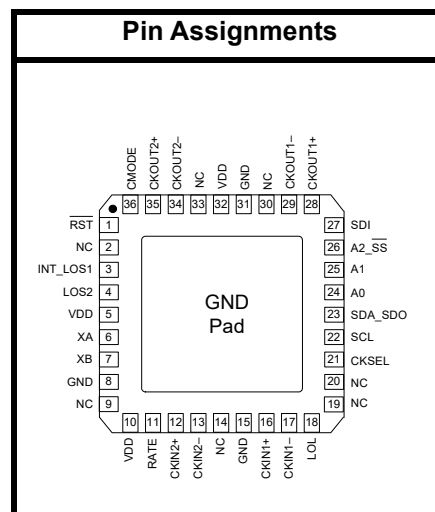 Pin Assignments
CMODE
CKOUT2+
CKOUT2–
NC
VDD
GND
NC
CKOUT1–
CKOUT1+
36 35 34 33 32 31 30 29 28
RST 1
NC 2
INT_LOS1 3
LOS2 4
VDD 5
XA 6
XB 7
GND 8
NC 9
GND
Pad
27 SDI
26 A2_SS
25 A1
24 A0
23 SDA_SDO
22 SCL
21 CKSEL
20 NC
19 NC
10 11 12 13 14 15 16 17 18
VDD
RATE
CKIN2+
CKIN2–
NC
GND
CKIN1+
CKIN1–
LOL